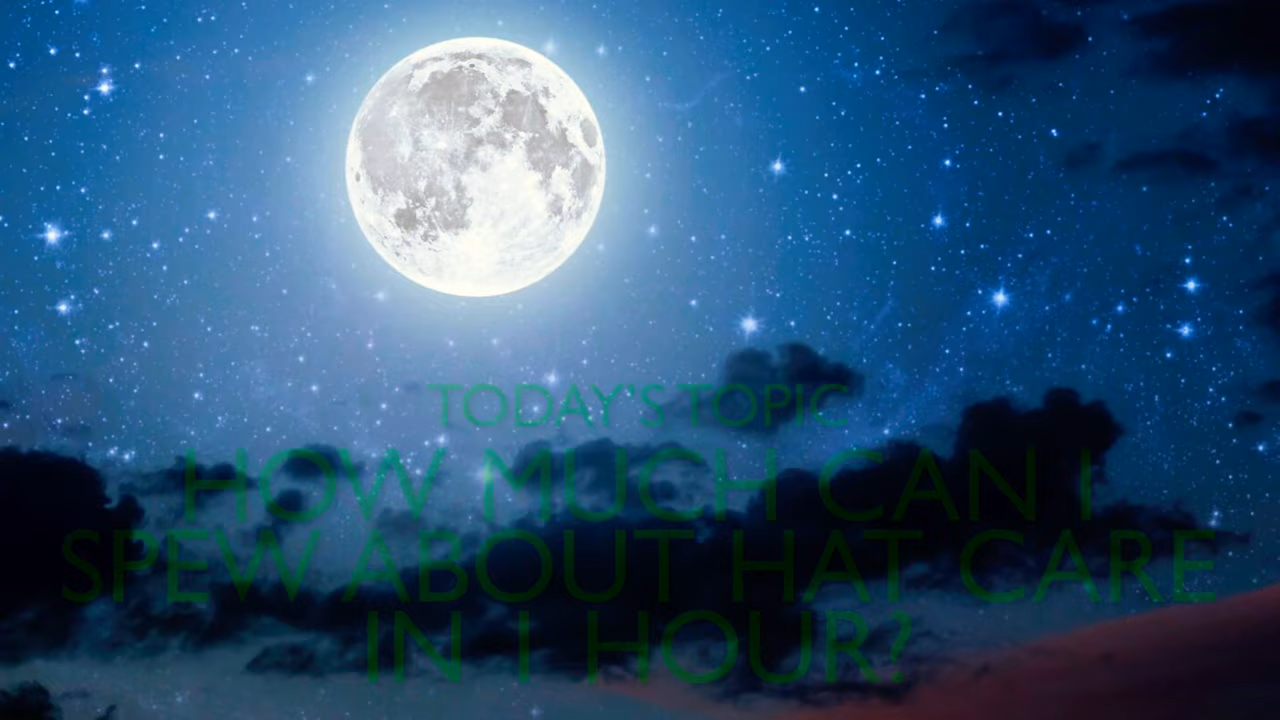 TODAY'S TOPIC
HOW MUCH CAN I
SPEW ABOUT HAT CARE
IN 1 HOUR?